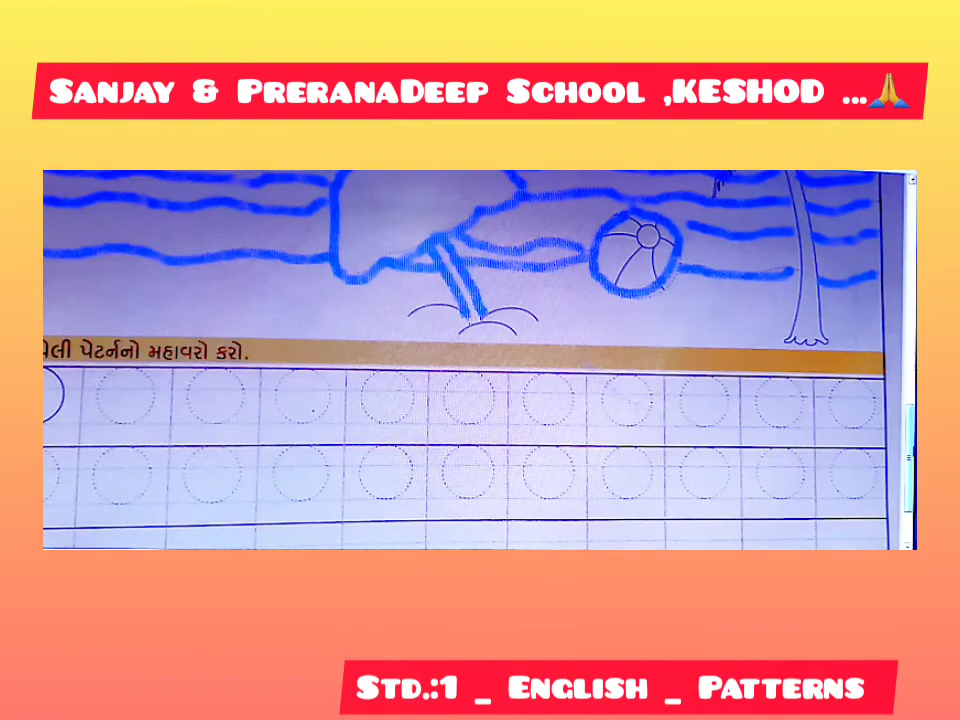 Sanjay & PreranaDeep School ,KESHOD ...🙏
પેટર્નનો મહાવરો કરો.
Std.:1 _ English _ Patterns